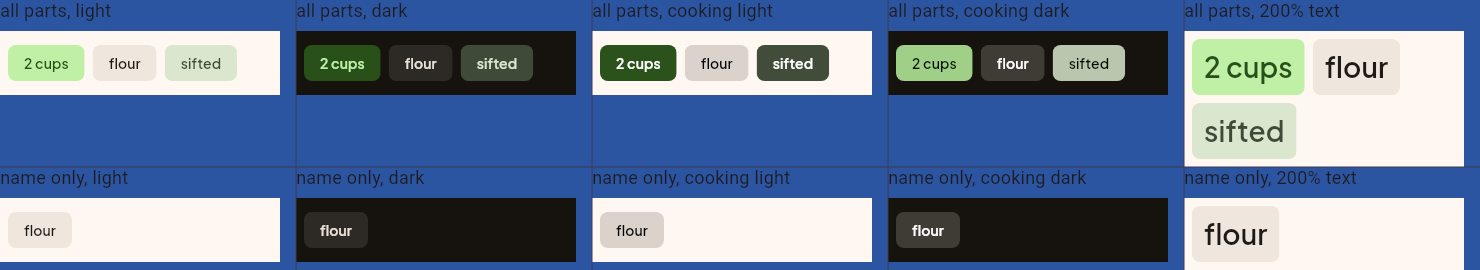 all parts, light
all parts, dark
all parts, cooking light
all parts, cooking dark
all parts, 200% text
2 cups flour sifted
2 cups flour sifted
2 cups flour sifted
2 cups flour sifted
2 cups flour
sifted
name only, light
name only, dark
name only, cooking light
name only, cooking dark
name only, 200% text
flour
flour
flour
flour
flour